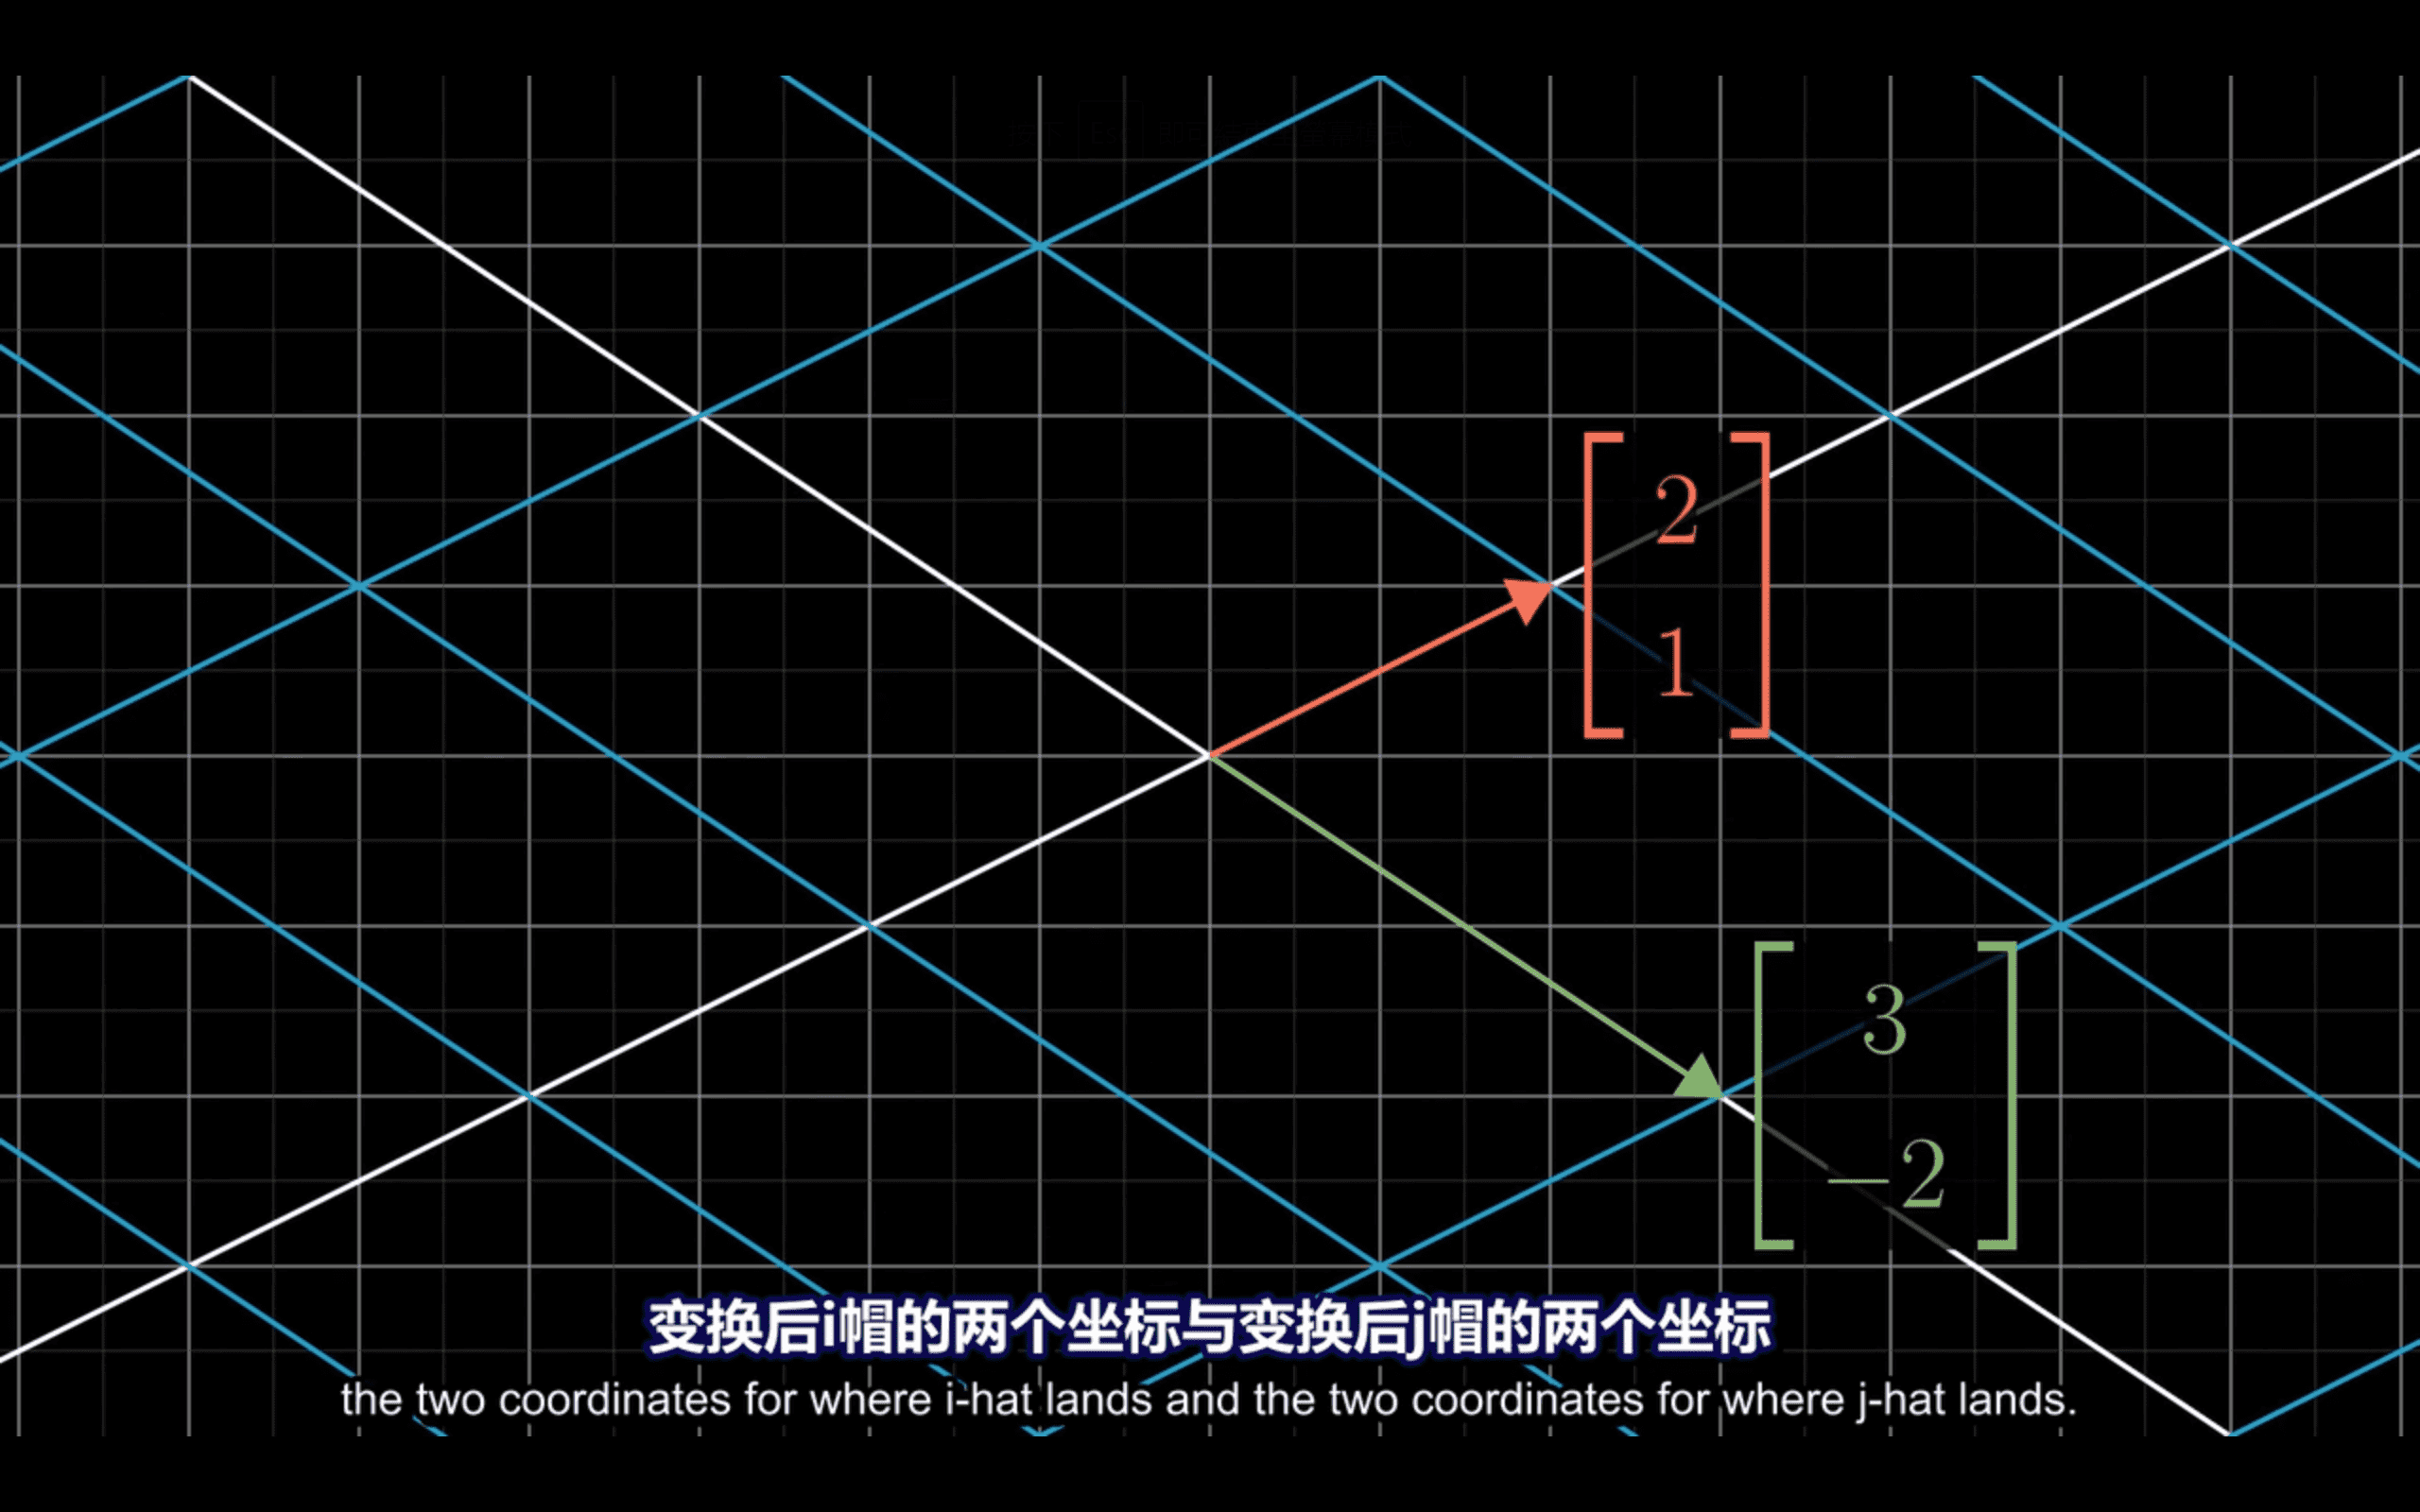 2
1
3
−2
变换后i帽的两个坐标与变换后j帽的两个坐标
the two coordinates for where i-hat lands and the two coordinates for where j-hat lands.